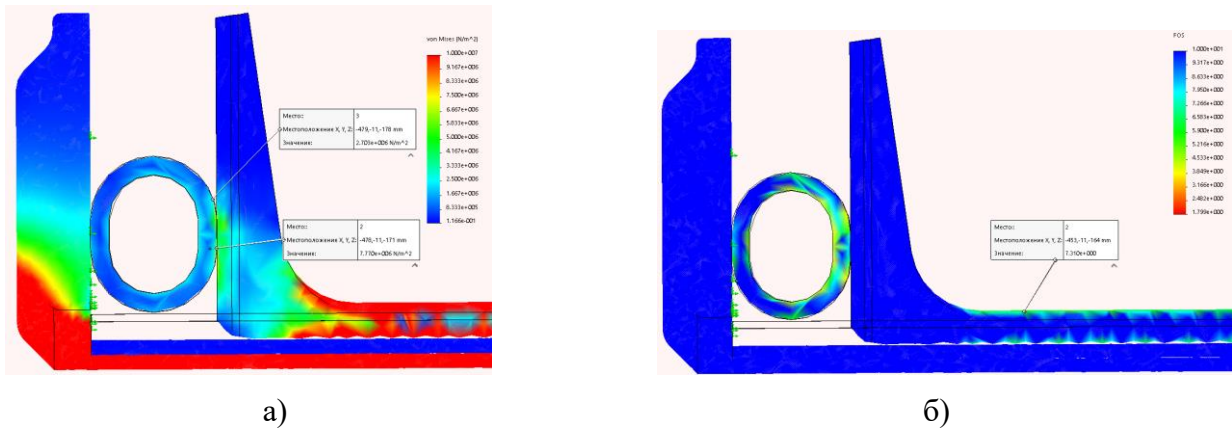 von Mises (N/m^2)
1.000e+007
9.167e+006
8.333e+006
7.500e+006
6.667e+006
5.833e+006
5.000e+006
4.167e+006
3.333e+006
2.500e+006
1.667e+006
8.333e+005
1.166e-001
Место: 3
Местоположение X, Y, Z: -479,-11,-178 mm
Значение: 2.703e+006 N/m^2
Место: 2
Местоположение X, Y, Z: -478,-11,-171 mm
Значение: 7.770e+006 N/m^2
а)
FOS
1.000e+001
9.317e+000
8.633e+000
7.950e+000
7.266e+000
6.583e+000
5.900e+000
5.216e+000
4.533e+000
3.849e+000
3.166e+000
2.482e+000
1.799e+000
Место: 2
Местоположение X, Y, Z: -453,-11,-164 mm
Значение: 7.310e+000
б)